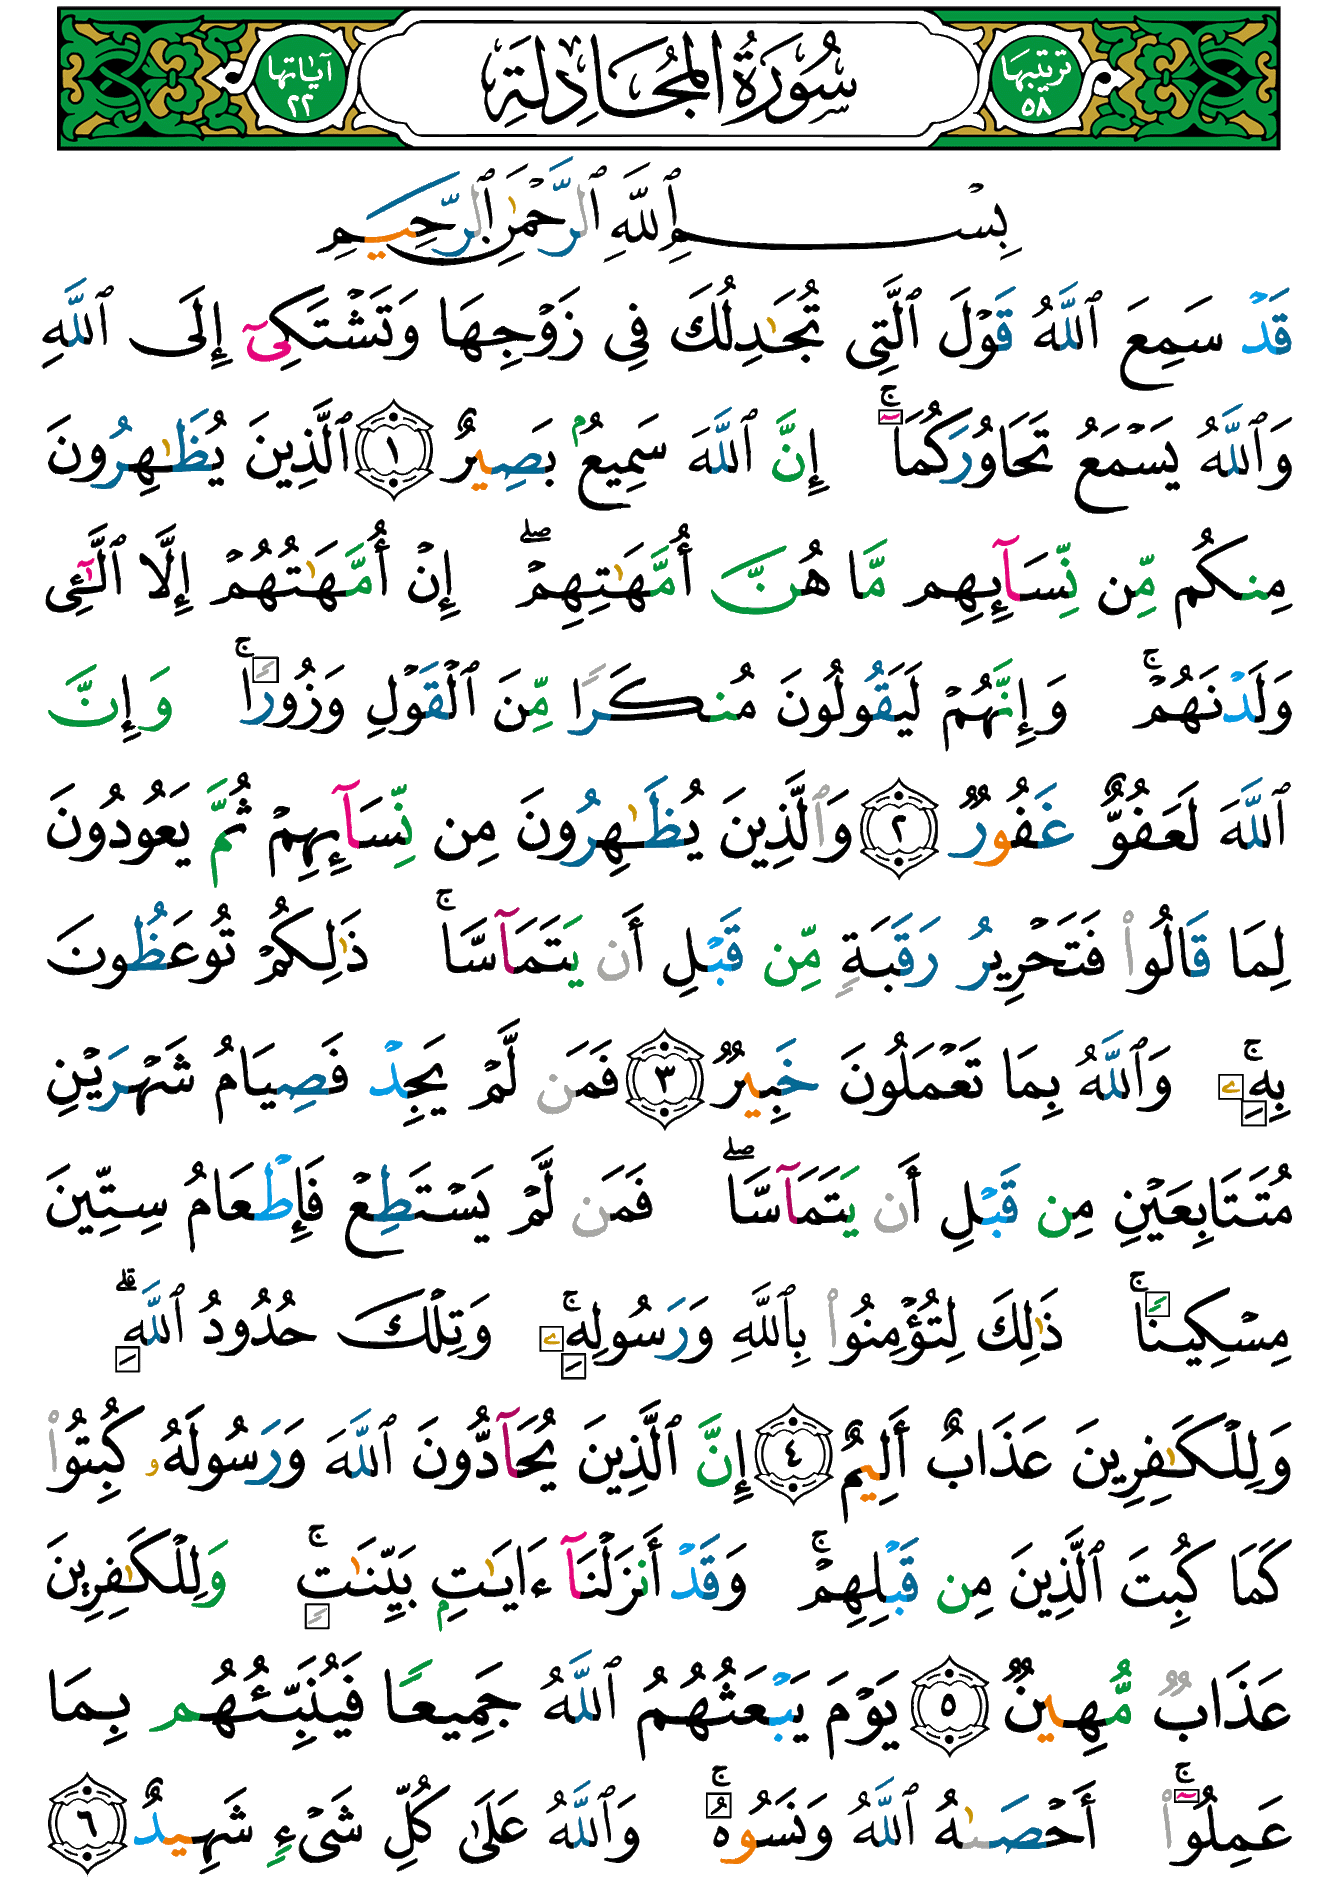 ترتيبها ٥٨ سُورَةُ المُجَادِلَةِ آياتها ٢٢
بِسْمِ ٱللَّهِ ٱلرَّحْمَٰنِ ٱلرَّحِيمِ
قَدْ سَمِعَ ٱللَّهُ قَوْلَ ٱلَّتِى تُجَٰدِلُكَ فِى زَوْجِهَا وَتَشْتَكِىٓ إِلَى ٱللَّهِ
وَٱللَّهُ يَسْمَعُ تَحَاوُرَكُمَآ ۚ إِنَّ ٱللَّهَ سَمِيعٌۢ بَصِيرٌ ١ ٱلَّذِينَ يُظَٰهِرُونَ
مِنكُم مِّن نِّسَآئِهِم مَّا هُنَّ أُمَّهَٰتِهِمْ ۖ إِنْ أُمَّهَٰتُهُمْ إِلَّا ٱلَّٰٓـِٔى
وَلَدْنَهُمْ ۚ وَإِنَّهُمْ لَيَقُولُونَ مُنكَرًا مِّنَ ٱلْقَوْلِ وَزُورًا ۚ وَإِنَّ
ٱللَّهَ لَعَفُوٌّ غَفُورٌ ٢ وَٱلَّذِينَ يُظَٰهِرُونَ مِن نِّسَآئِهِمْ ثُمَّ يَعُودُونَ
لِمَا قَالُوا۟ فَتَحْرِيرُ رَقَبَةٍ مِّن قَبْلِ أَن يَتَمَآسَّا ۚ ذَٰلِكُمْ تُوعَظُونَ
بِهِۦ ۚ وَٱللَّهُ بِمَا تَعْمَلُونَ خَبِيرٌ ٣ فَمَن لَّمْ يَجِدْ فَصِيَامُ شَهْرَيْنِ
مُتَتَابِعَيْنِ مِن قَبْلِ أَن يَتَمَآسَّا ۖ فَمَن لَّمْ يَسْتَطِعْ فَإِطْعَامُ سِتِّينَ
مِسْكِينًا ۚ ذَٰلِكَ لِتُؤْمِنُوا۟ بِٱللَّهِ وَرَسُولِهِۦ ۚ وَتِلْكَ حُدُودُ ٱللَّهِ ۗ
وَلِلْكَٰفِرِينَ عَذَابٌ أَلِيمٌ ٤ إِنَّ ٱلَّذِينَ يُحَآدُّونَ ٱللَّهَ وَرَسُولَهُۥ كُبِتُوا۟
كَمَا كُبِتَ ٱلَّذِينَ مِن قَبْلِهِمْ ۚ وَقَدْ أَنزَلْنَآ ءَايَٰتٍۭ بَيِّنَٰتٍ ۚ وَلِلْكَٰفِرِينَ
عَذَابٌ مُّهِينٌ ٥ يَوْمَ يَبْعَثُهُمُ ٱللَّهُ جَمِيعًا فَيُنَبِّئُهُم بِمَا
عَمِلُوٓا۟ ۚ أَحْصَىٰهُ ٱللَّهُ وَنَسُوهُ ۚ وَٱللَّهُ عَلَىٰ كُلِّ شَىْءٍ شَهِيدٌ ٦